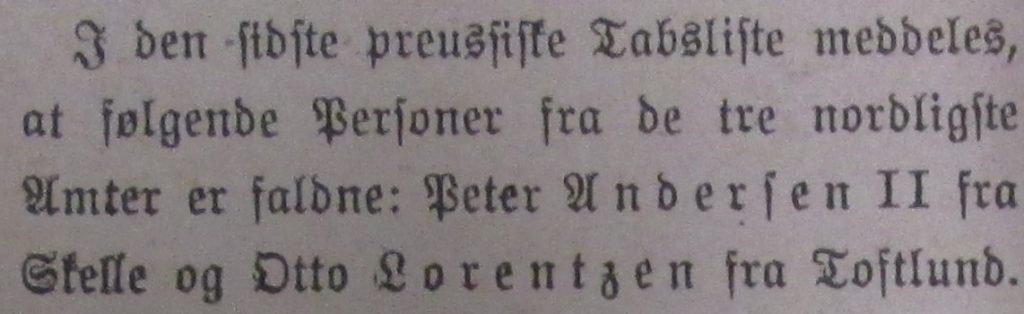 I den sidste preussiske Tabsliste meddeles,
at følgende Personer fra de tre nordligste
Amter er faldne: Peter Andersen II fra
Skelle og Otto Lorentzen fra Toftlund.